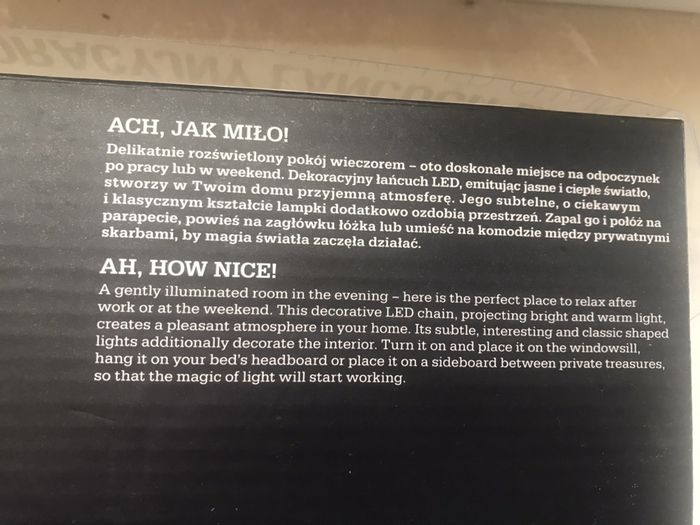 ACH, JAK MIŁO!
Delikatnie rozświetlony pokój wieczorem – oto doskonałe miejsce na odpoczynek
po pracy lub w weekend. Dekoracyjny łańcuch LED, emitując jasne i ciepłe światło,
stworzy w Twoim domu przyjemną atmosferę. Jego subtelne, o ciekawym
i klasycznym kształcie lampki dodatkowo ozdobią przestrzeń. Zapal go i połóż na
parapecie, powieś na zagłówku łóżka lub umieść na komodzie między prywatnymi
skarbami, by magia światła zaczęła działać.
AH, HOW NICE!
A gently illuminated room in the evening – here is the perfect place to relax after
work or at the weekend. This decorative LED chain, projecting bright and warm light,
creates a pleasant atmosphere in your home. Its subtle, interesting and classic shaped
lights additionally decorate the interior. Turn it on and place it on the windowsill,
hang it on your bed's headboard or place it on a sideboard between private treasures,
so that the magic of light will start working.